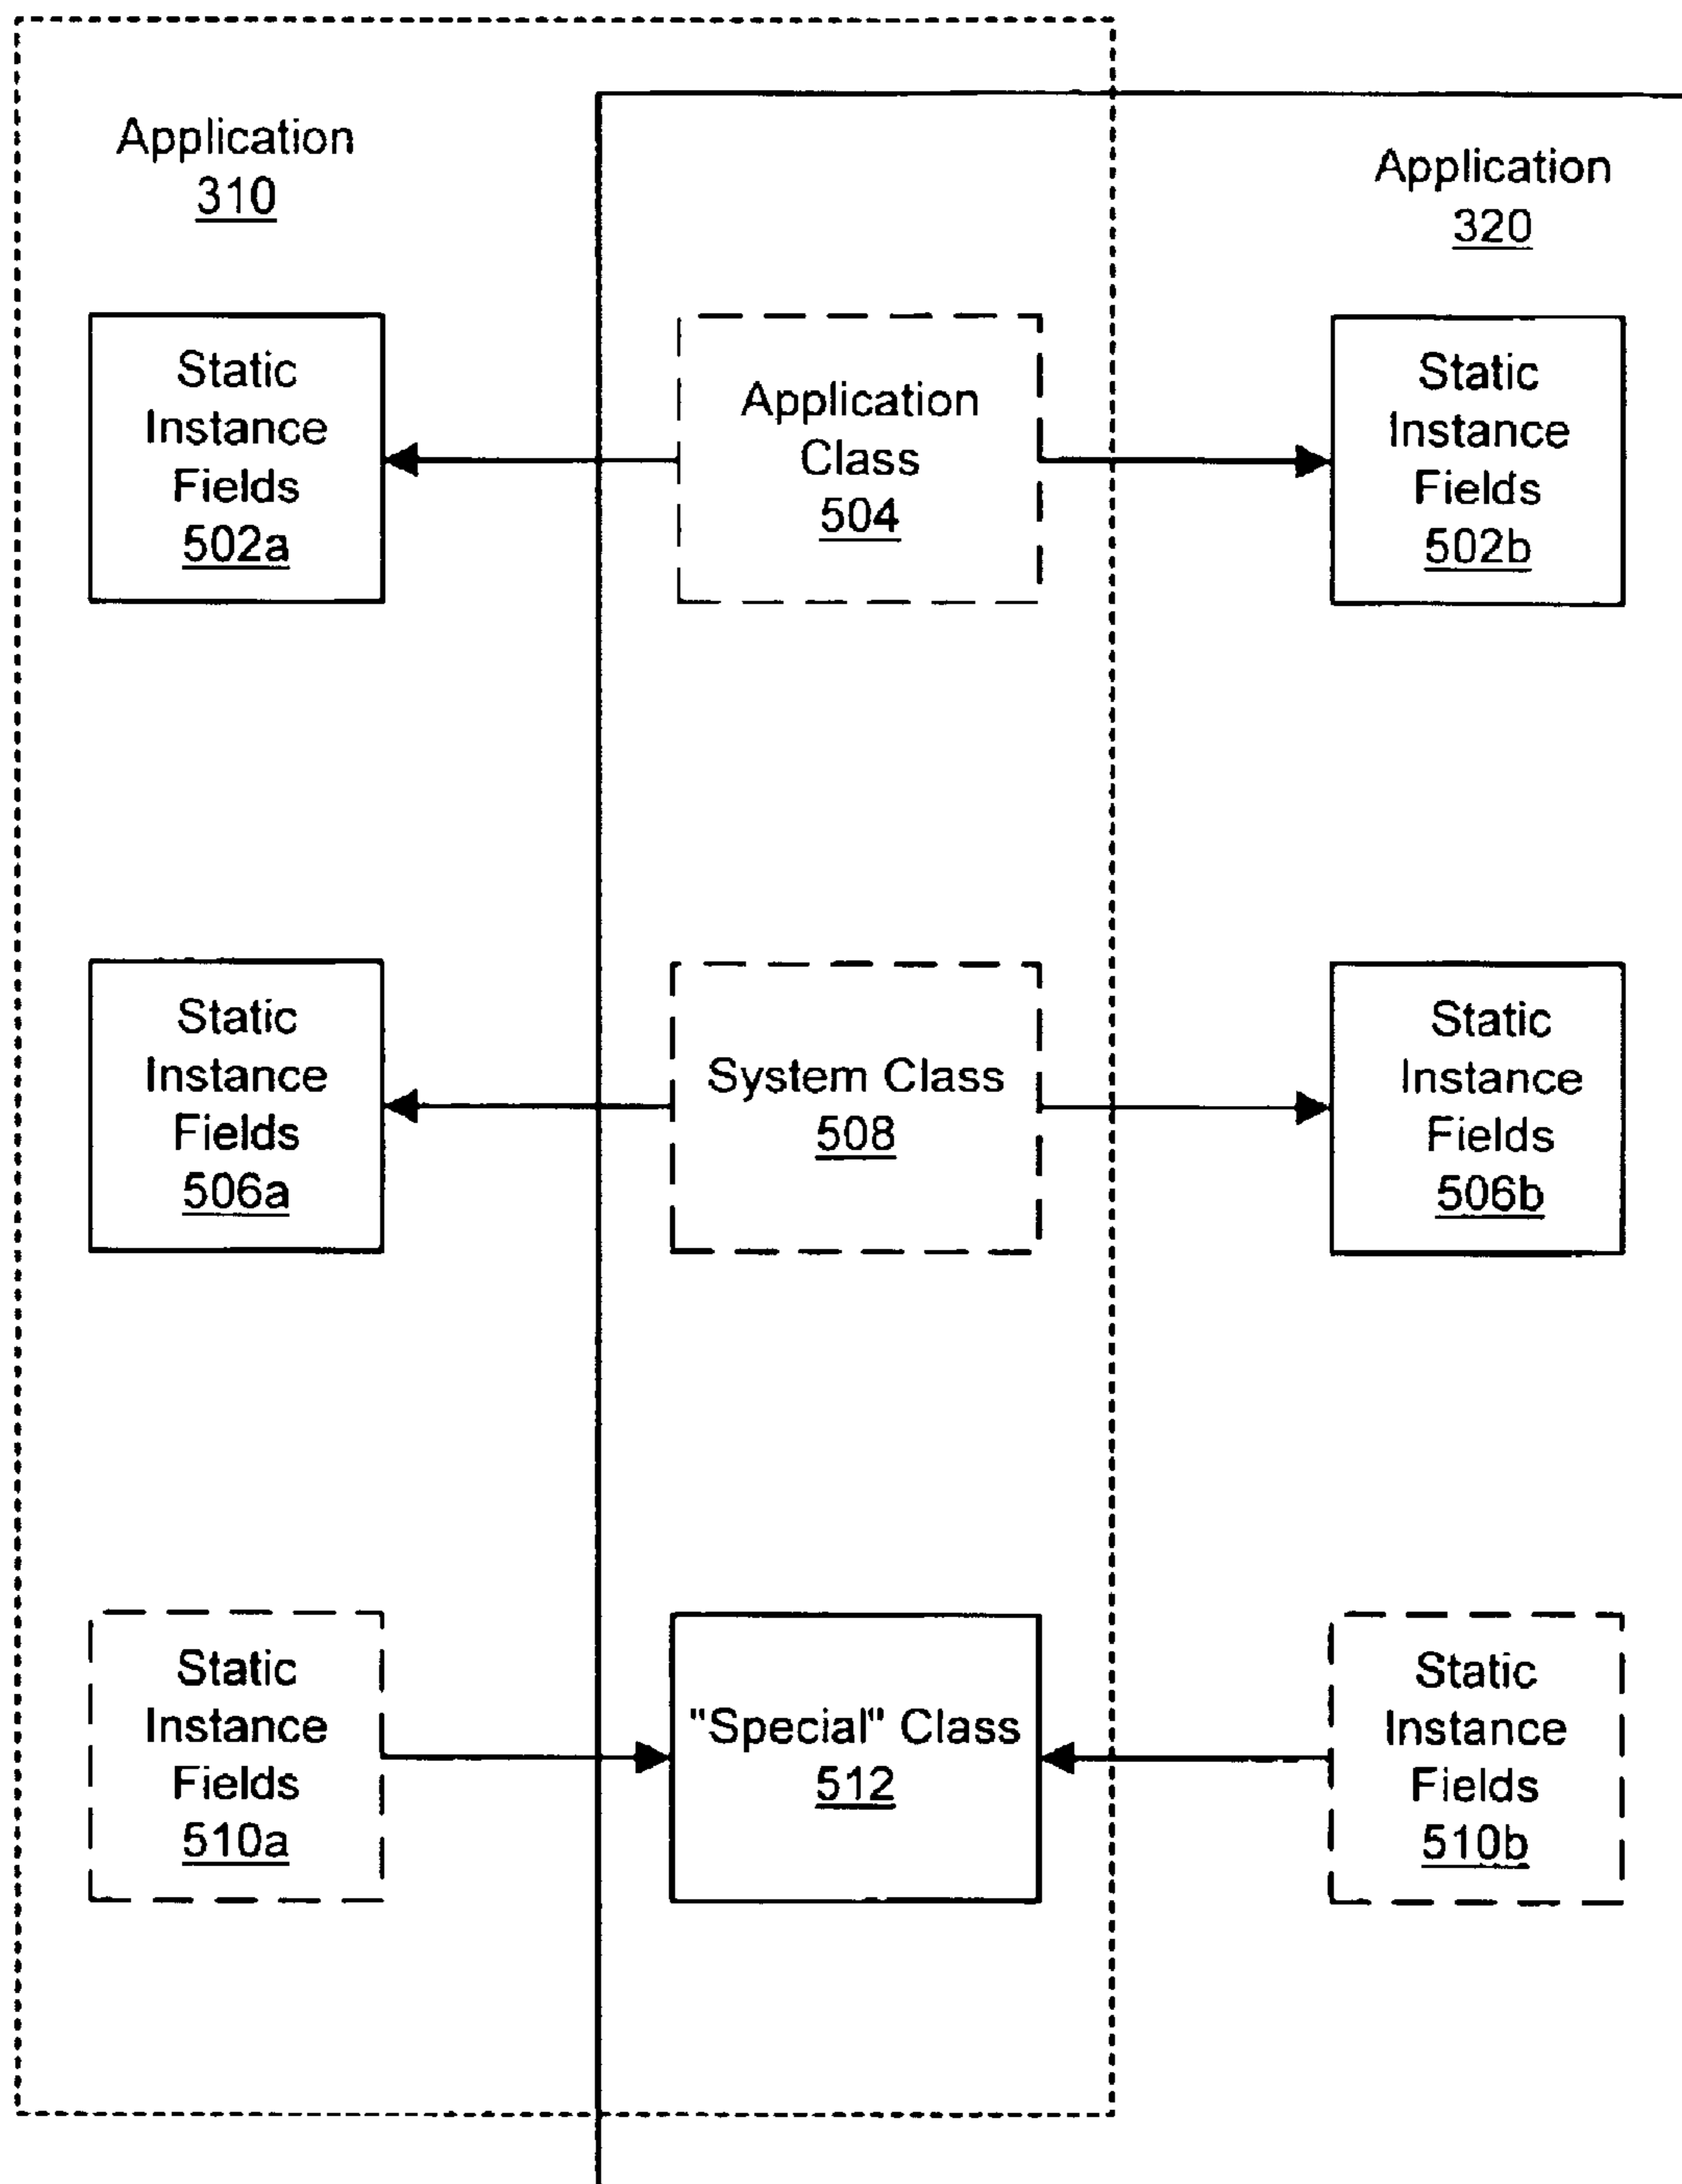 Application
310
Application
320
Static
Instance
Fields
502a
Application
Class
504
Static
Instance
Fields
502b
Static
Instance
Fields
506a
System Class
508
Static
Instance
Fields
506b
Static
Instance
Fields
510a
"Special" Class
512
Static
Instance
Fields
510b